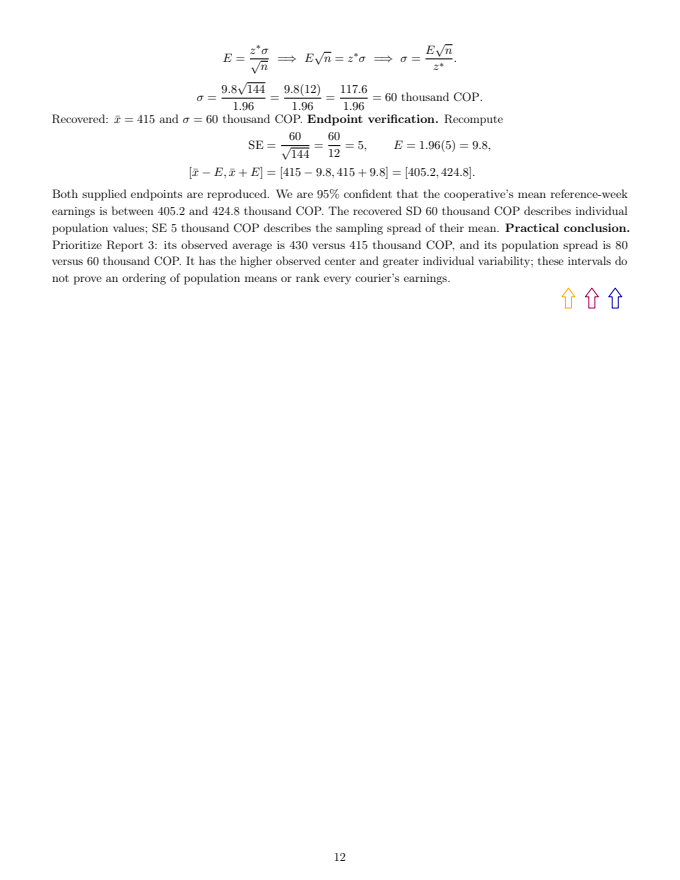 E = z*σ/√n ⟹ E√n = z*σ ⟹ σ = E√n/z*.
σ = 9.8√144/1.96 = 9.8(12)/1.96 = 117.6/1.96 = 60 thousand COP.
Recovered: x̄ = 415 and σ = 60 thousand COP. Endpoint verification. Recompute
SE = 60/√144 = 60/12 = 5, E = 1.96(5) = 9.8,
[x̄ − E, x̄ + E] = [415 − 9.8, 415 + 9.8] = [405.2, 424.8].
Both supplied endpoints are reproduced. We are 95% confident that the cooperative's mean reference-week
earnings is between 405.2 and 424.8 thousand COP. The recovered SD 60 thousand COP describes individual
population values; SE 5 thousand COP describes the sampling spread of their mean. Practical conclusion.
Prioritize Report 3: its observed average is 430 versus 415 thousand COP, and its population spread is 80
versus 60 thousand COP. It has the higher observed center and greater individual variability; these intervals do
not prove an ordering of population means or rank every courier's earnings.
12